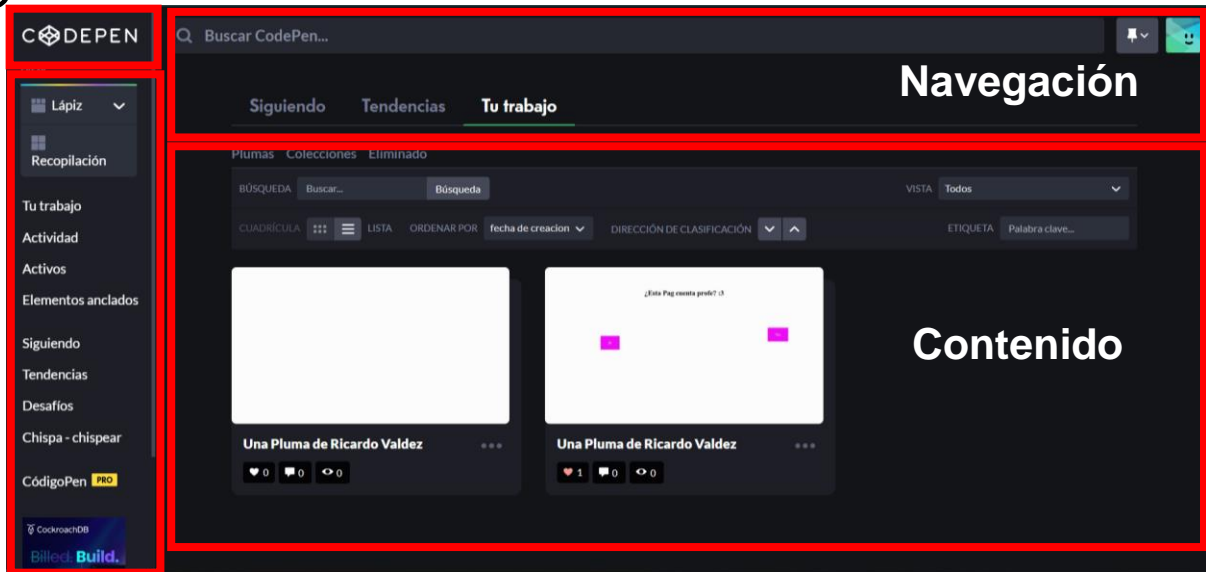 CODEPEN
Buscar CodePen...
Navegación
Siguiendo Tendencias Tu trabajo
Lápiz
Recopilación
Tu trabajo
Actividad
Activos
Elementos anclados
Siguiendo
Tendencias
Desafíos
Chispa - chispear
CódigoPen PRO
CockroachDB
Billed. Build.
Plumas Colecciones Eliminado
BÚSQUEDA Buscar... Búsqueda VISTA Todos
CUADRÍCULA LISTA ORDENAR POR fecha de creacion DIRECCIÓN DE CLASIFICACIÓN ETIQUETA Palabra clave...
¿Esta Pag cuenta profe? :3
Contenido
Una Pluma de Ricardo Valdez
0 0 0
Una Pluma de Ricardo Valdez
1 0 0